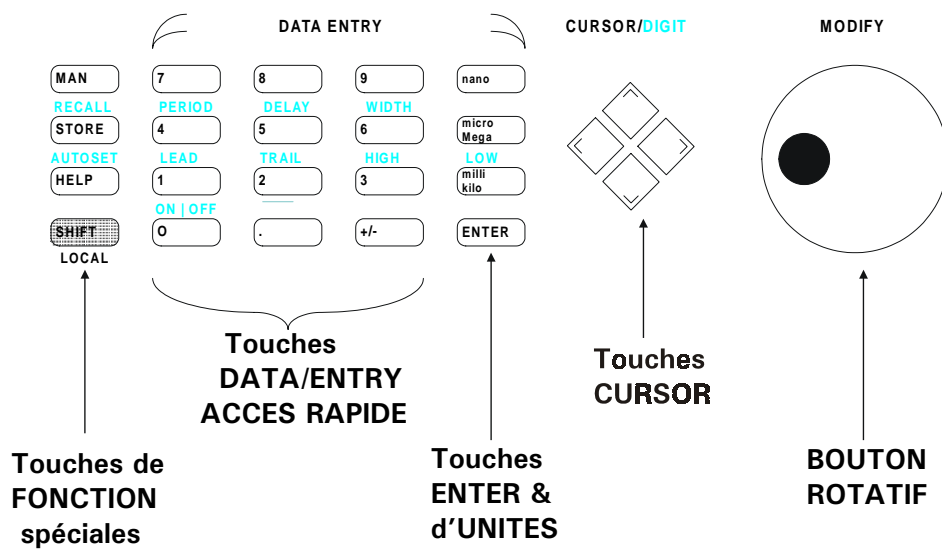 DATA ENTRY CURSOR/DIGIT MODIFY
MAN 7 8 9 nano
RECALL PERIOD DELAY WIDTH
STORE 4 5 6 micro
Mega
AUTOSET LEAD TRAIL HIGH LOW
HELP 1 2 3 milli
kilo
ON | OFF
SHIFT 0 . +/- ENTER
LOCAL
Touches
DATA/ENTRY
ACCES RAPIDE
Touches
CURSOR
Touches de
FONCTION
spéciales
Touches
ENTER &
d'UNITES
BOUTON
ROTATIF